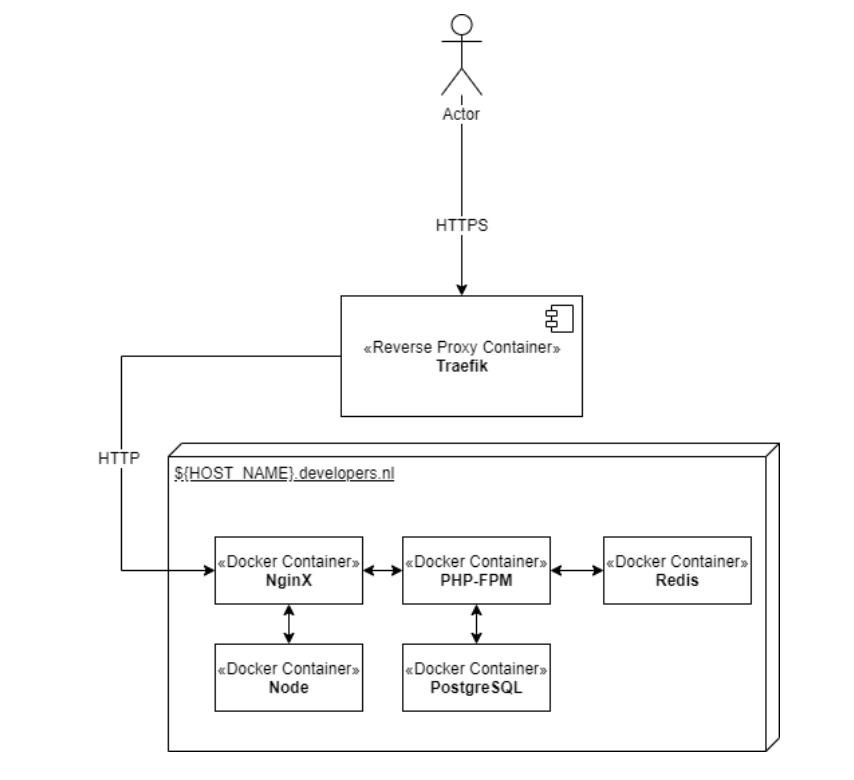 Actor
HTTPS
«Reverse Proxy Container»
Traefik
HTTP
${HOST_NAME}.developers.nl
«Docker Container»
NginX
«Docker Container»
PHP-FPM
«Docker Container»
Redis
«Docker Container»
Node
«Docker Container»
PostgreSQL